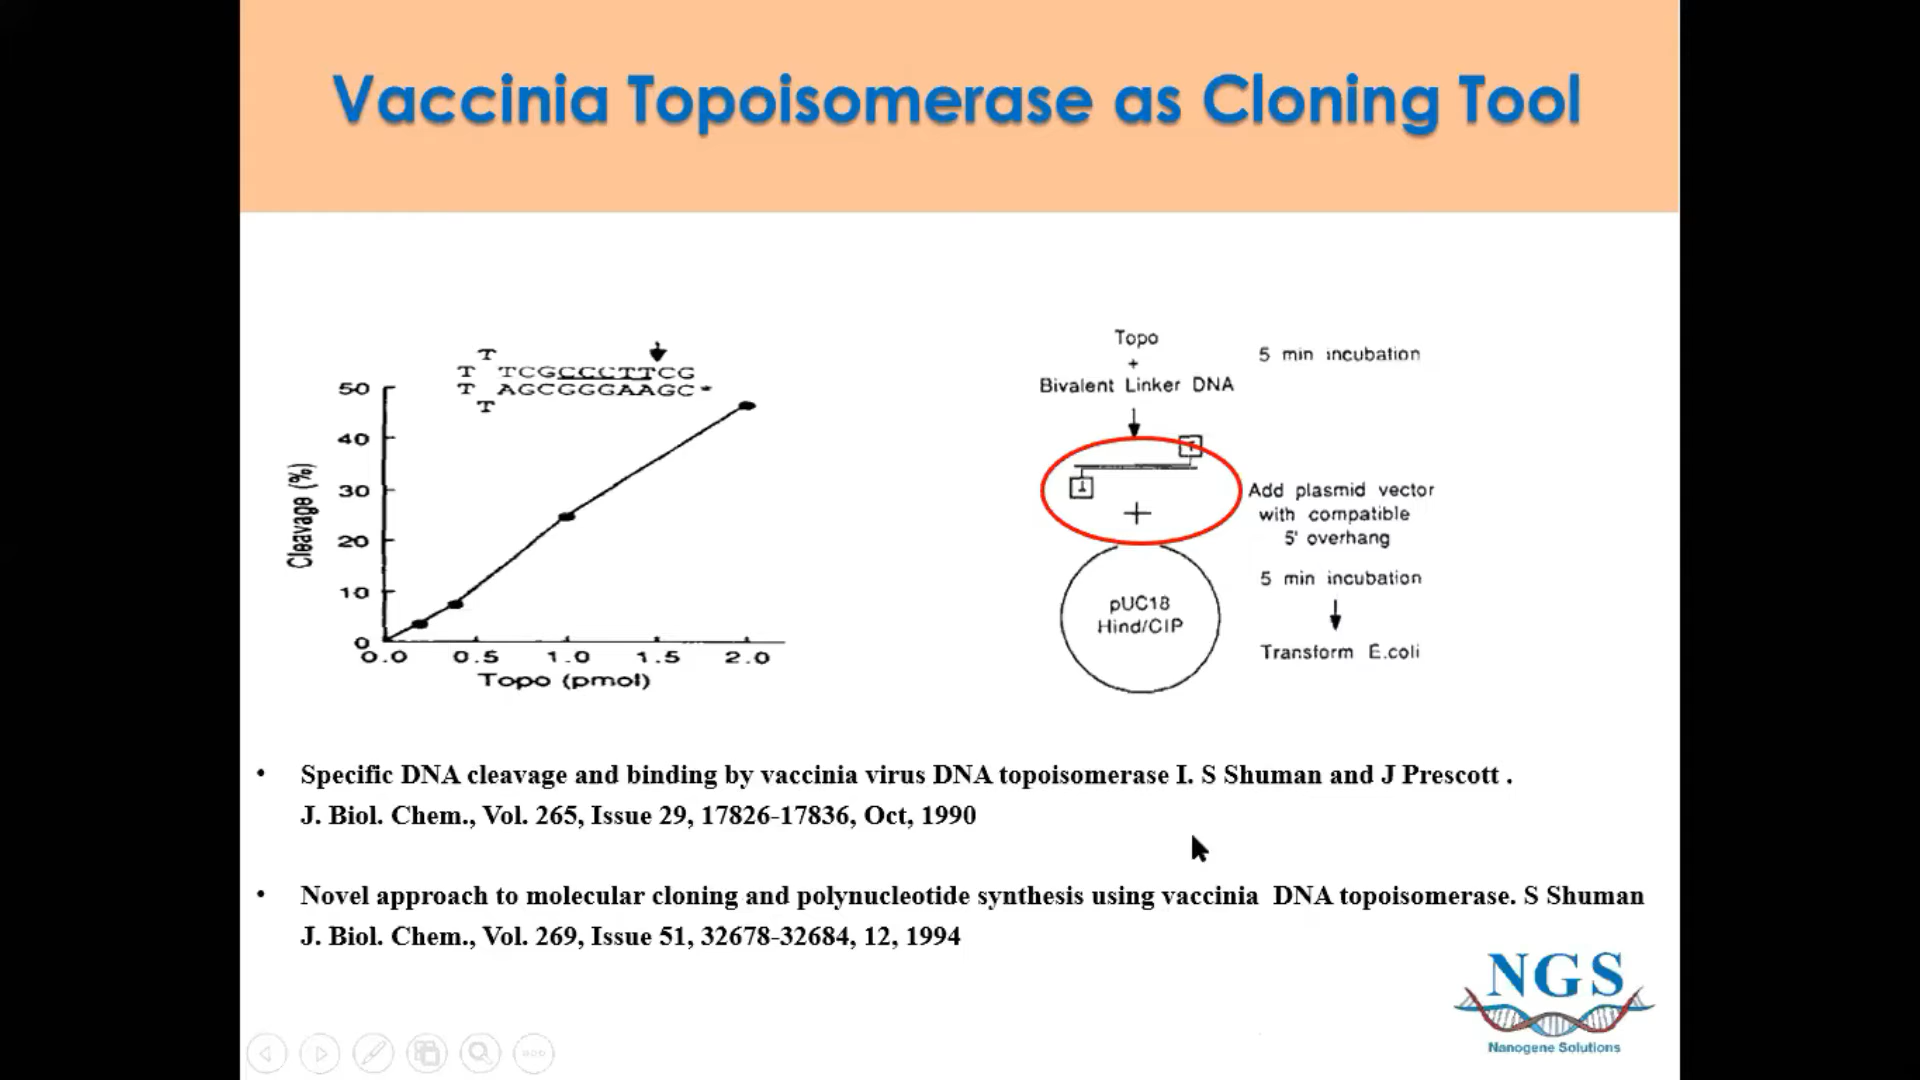 Vaccinia Topoisomerase as Cloning Tool
T
T TCGCCCTTCG
T AGCGGGAAGC*
T
50
40
30
20
10
0
Cleavage (%)
0.0 0.5 1.0 1.5 2.0
Topo (pmol)
Topo
+
Bivalent Linker DNA
5 min incubation
T
T
+
Add plasmid vector
with compatible
5' overhang
pUC18
Hind/CIP
5 min incubation
Transform E.coli
• Specific DNA cleavage and binding by vaccinia virus DNA topoisomerase I. S Shuman and J Prescott .
J. Biol. Chem., Vol. 265, Issue 29, 17826-17836, Oct, 1990
• Novel approach to molecular cloning and polynucleotide synthesis using vaccinia DNA topoisomerase. S Shuman
J. Biol. Chem., Vol. 269, Issue 51, 32678-32684, 12, 1994
NGS
Nanogene Solutions